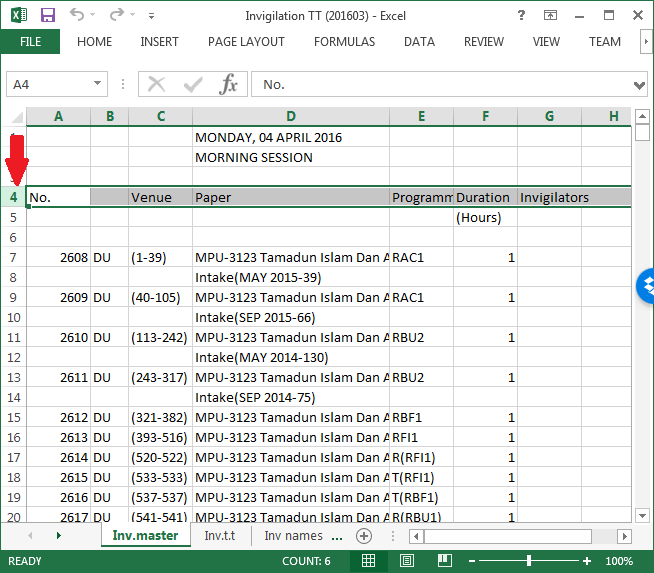 Invigilation TT (201603) - Excel
FILE HOME INSERT PAGE LAYOUT FORMULAS DATA REVIEW VIEW TEAM
A4 fx No.
A B C D E F G H
MONDAY, 04 APRIL 2016
MORNING SESSION
4 No. Venue Paper Programm Duration Invigilators
5 (Hours)
6
7 2608 DU (1-39) MPU-3123 Tamadun Islam Dan A RAC1 1
8 Intake(MAY 2015-39)
9 2609 DU (40-105) MPU-3123 Tamadun Islam Dan A RAC1 1
10 Intake(SEP 2015-66)
11 2610 DU (113-242) MPU-3123 Tamadun Islam Dan A RBU2 1
12 Intake(MAY 2014-130)
13 2611 DU (243-317) MPU-3123 Tamadun Islam Dan A RBU2 1
14 Intake(SEP 2014-75)
15 2612 DU (321-382) MPU-3123 Tamadun Islam Dan A RBF1 1
16 2613 DU (393-516) MPU-3123 Tamadun Islam Dan A RFI1 1
17 2614 DU (520-522) MPU-3123 Tamadun Islam Dan A R(RFI1) 1
18 2615 DU (533-533) MPU-3123 Tamadun Islam Dan A T(RFI1) 1
19 2616 DU (537-537) MPU-3123 Tamadun Islam Dan A T(RBF1) 1
20 2617 DU (541-541) MPU-3123 Tamadun Islam Dan A R(RBU1) 1
Inv.master Inv.t.t Inv names ...
READY COUNT: 6 100%